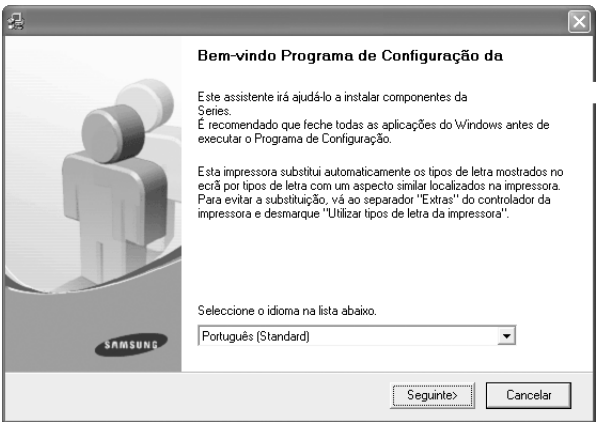 Bem-vindo Programa de Configuração da
Este assistente irá ajudá-lo a instalar componentes da
Series.
É recomendado que feche todas as aplicações do Windows antes de
executar o Programa de Configuração.
Esta impressora substitui automaticamente os tipos de letra mostrados no
ecrã por tipos de letra com um aspecto similar localizados na impressora.
Para evitar a substituição, vá ao separador "Extras" do controlador da
impressora e desmarque "Utilizar tipos de letra da impressora".
Seleccione o idioma na lista abaixo.
Português (Standard)
SAMSUNG
Seguinte>
Cancelar